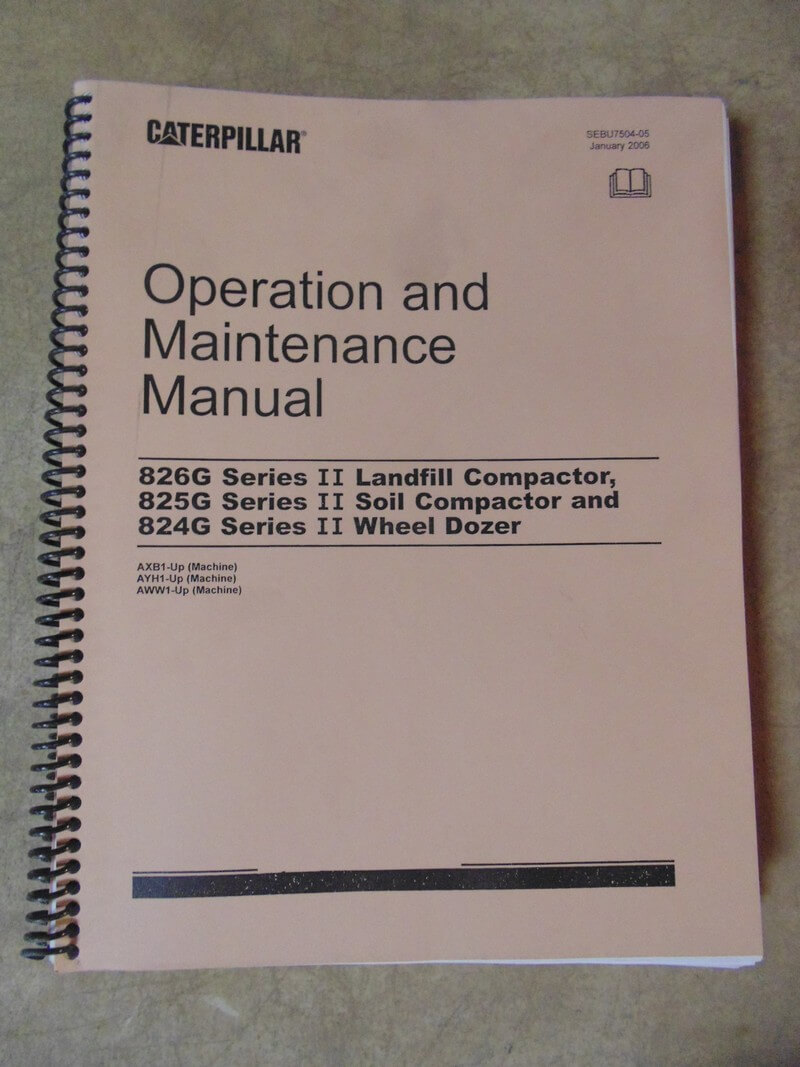 CATERPILLAR®
SEBU7504-05
January 2006
Operation and
Maintenance
Manual
826G Series II Landfill Compactor,
825G Series II Soil Compactor and
824G Series II Wheel Dozer
AXB1-Up (Machine)
AYH1-Up (Machine)
AWW1-Up (Machine)